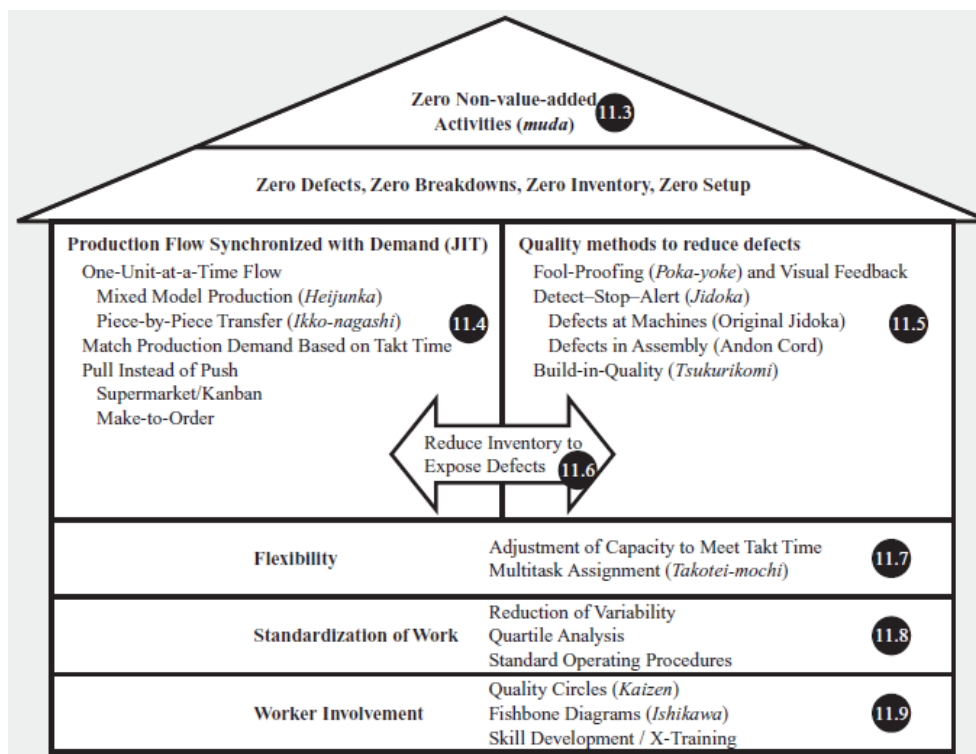 Zero Non-value-added
Activities (muda)
11.3
Zero Defects, Zero Breakdowns, Zero Inventory, Zero Setup
Production Flow Synchronized with Demand (JIT)
One-Unit-at-a-Time Flow
Mixed Model Production (Heijunka)
Piece-by-Piece Transfer (Ikko-nagashi)
11.4
Match Production Demand Based on Takt Time
Pull Instead of Push
Supermarket/Kanban
Make-to-Order
Quality methods to reduce defects
Fool-Proofing (Poka-yoke) and Visual Feedback
Detect–Stop–Alert (Jidoka)
Defects at Machines (Original Jidoka)
11.5
Defects in Assembly (Andon Cord)
Build-in-Quality (Tsukurikomi)
Reduce Inventory to
Expose Defects
11.6
Flexibility
Adjustment of Capacity to Meet Takt Time
Multitask Assignment (Takotei-mochi)
11.7
Standardization of Work
Reduction of Variability
Quartile Analysis
Standard Operating Procedures
11.8
Worker Involvement
Quality Circles (Kaizen)
Fishbone Diagrams (Ishikawa)
Skill Development / X-Training
11.9